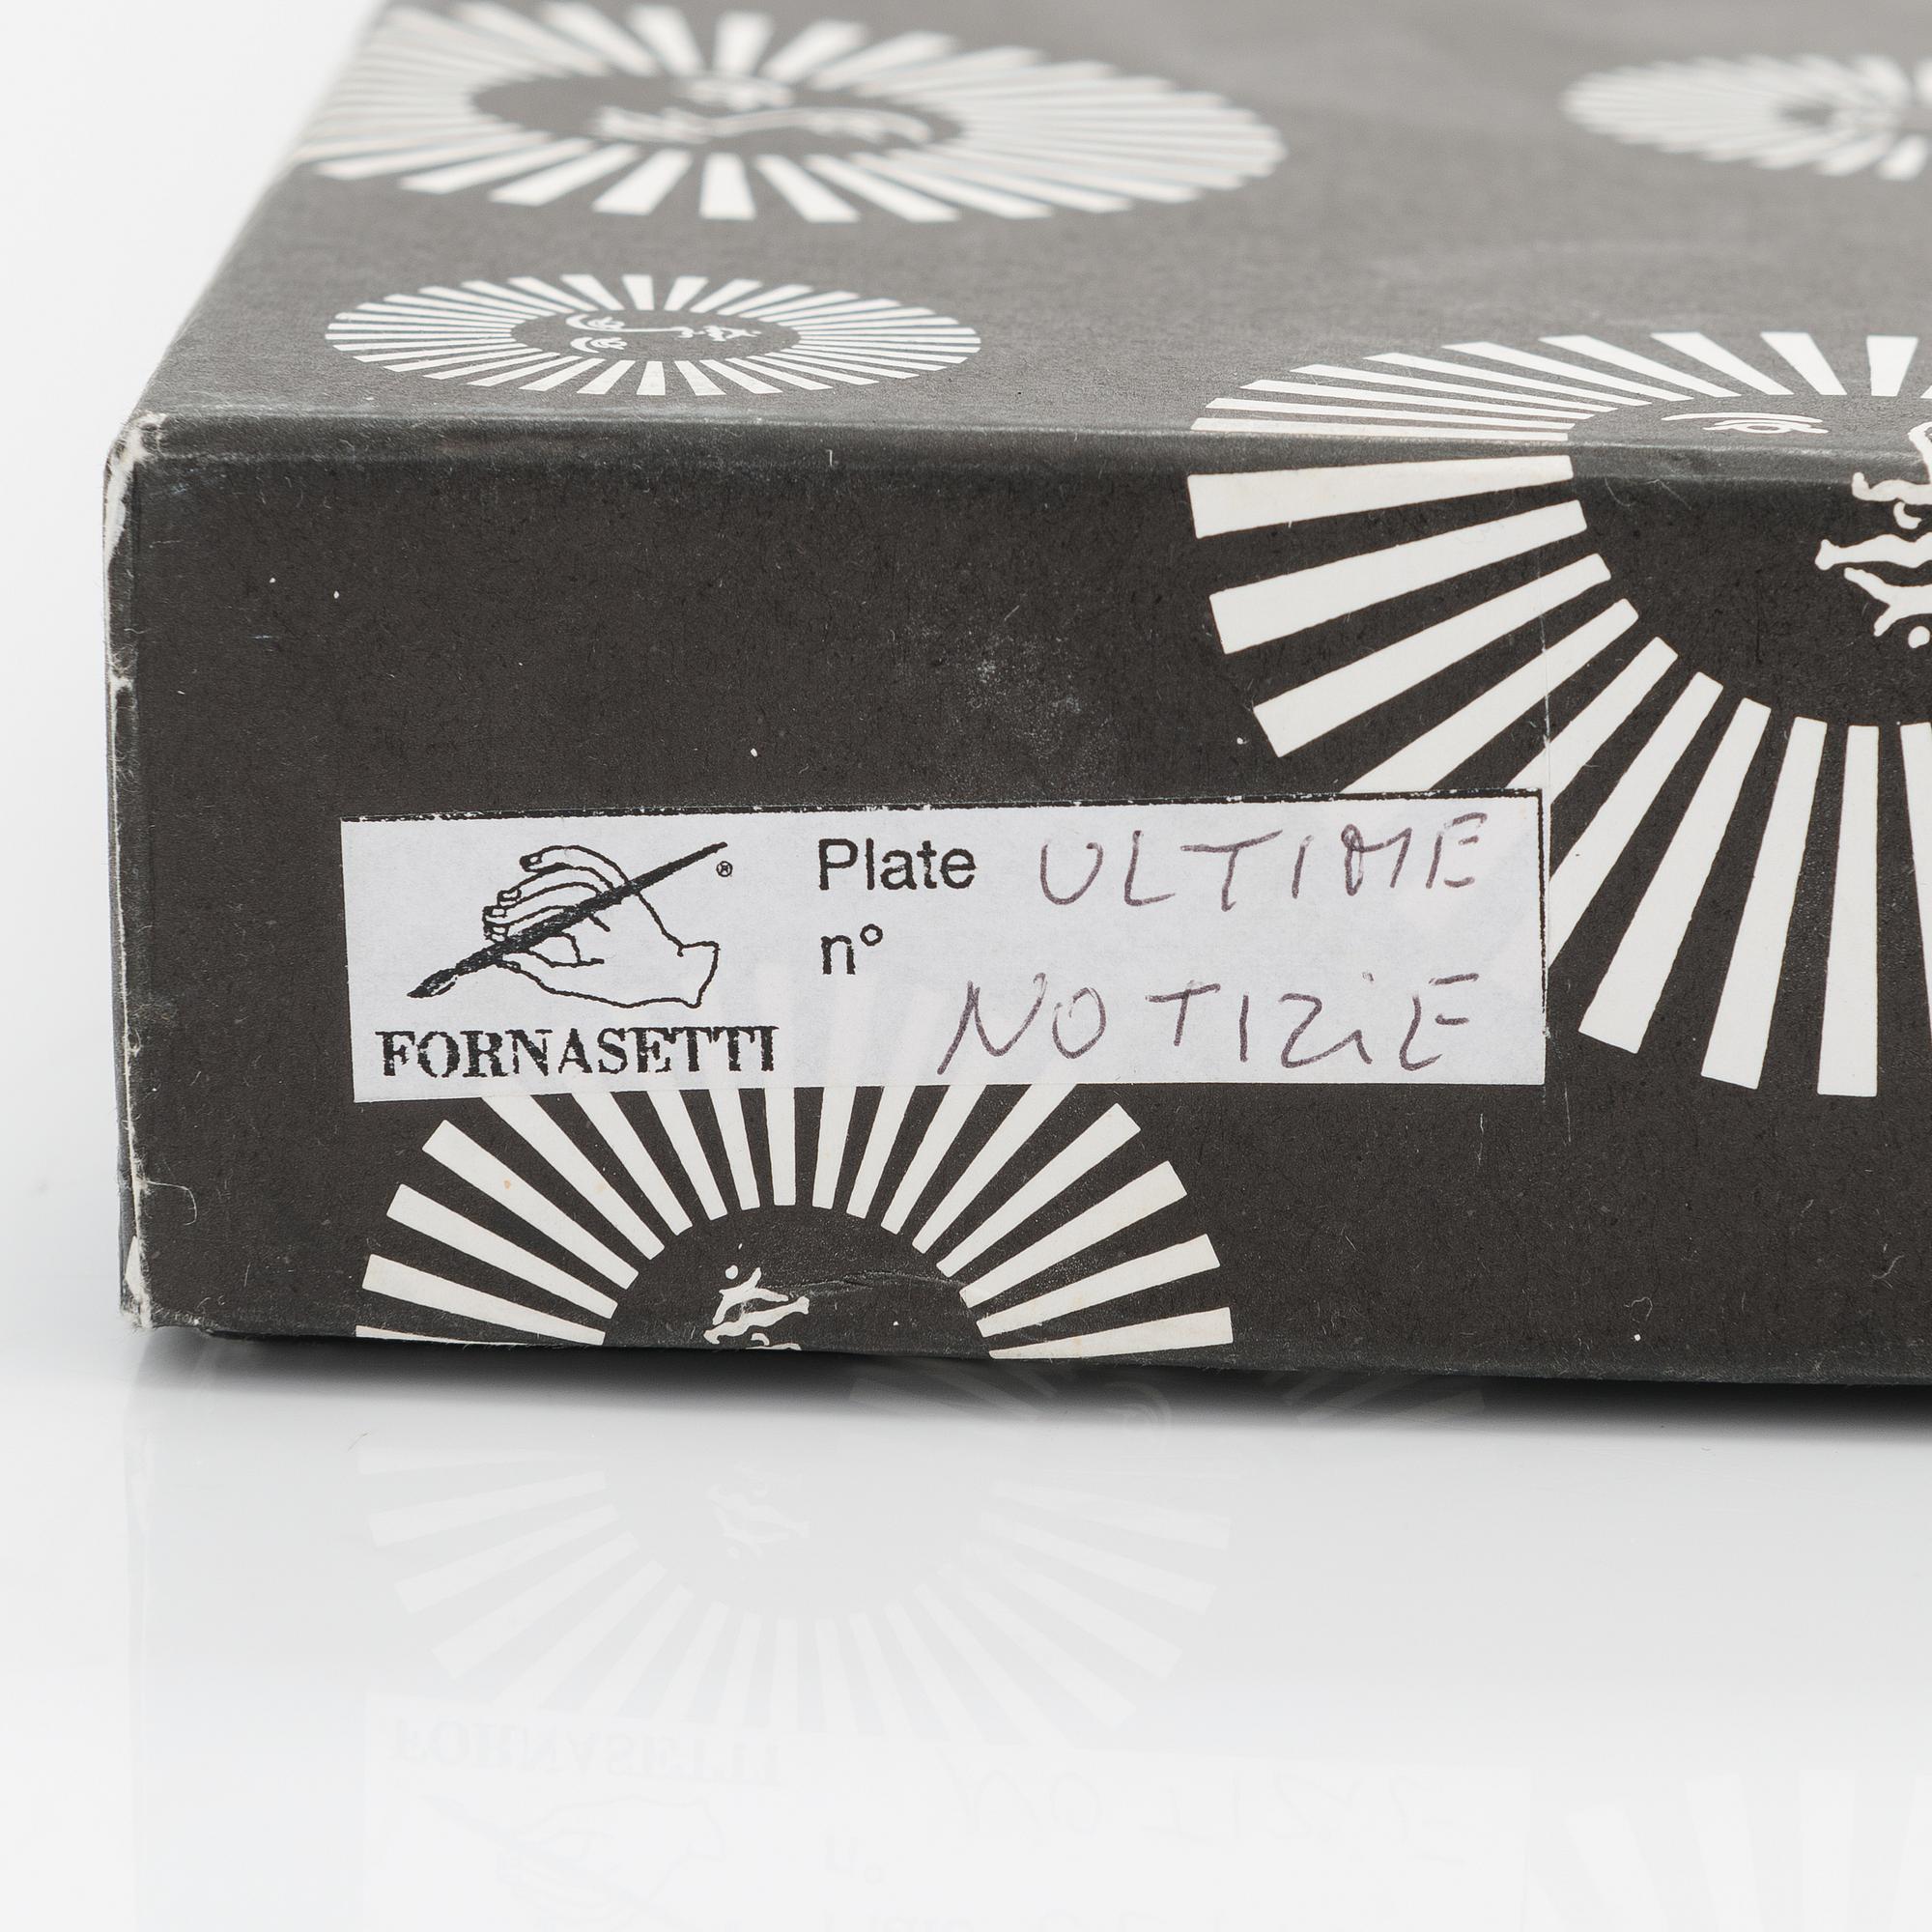 ® Plate ULTIME
n°
NOTIZIE
FORNASETTI